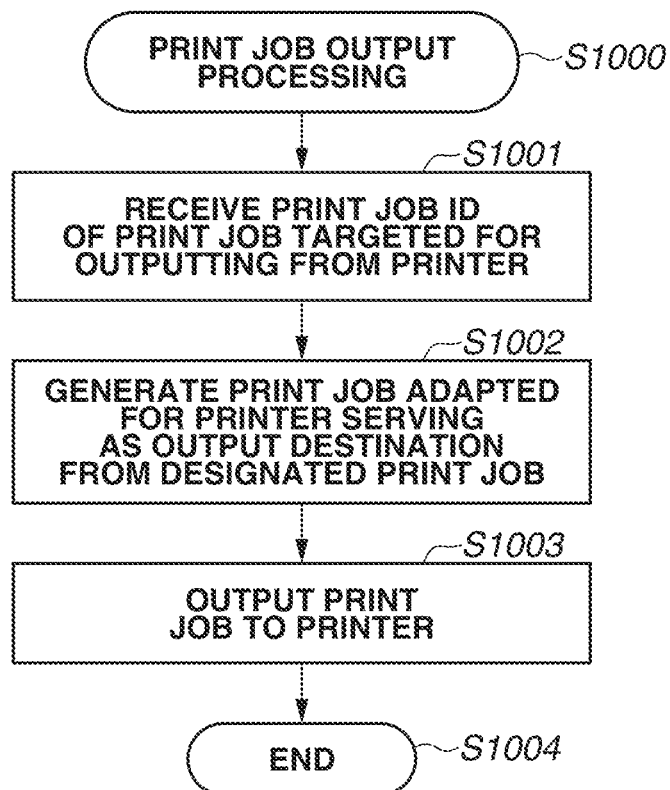 PRINT JOB OUTPUT
PROCESSING
S1000
S1001
RECEIVE PRINT JOB ID
OF PRINT JOB TARGETED FOR
OUTPUTTING FROM PRINTER
S1002
GENERATE PRINT JOB ADAPTED
FOR PRINTER SERVING
AS OUTPUT DESTINATION
FROM DESIGNATED PRINT JOB
S1003
OUTPUT PRINT
JOB TO PRINTER
END
S1004